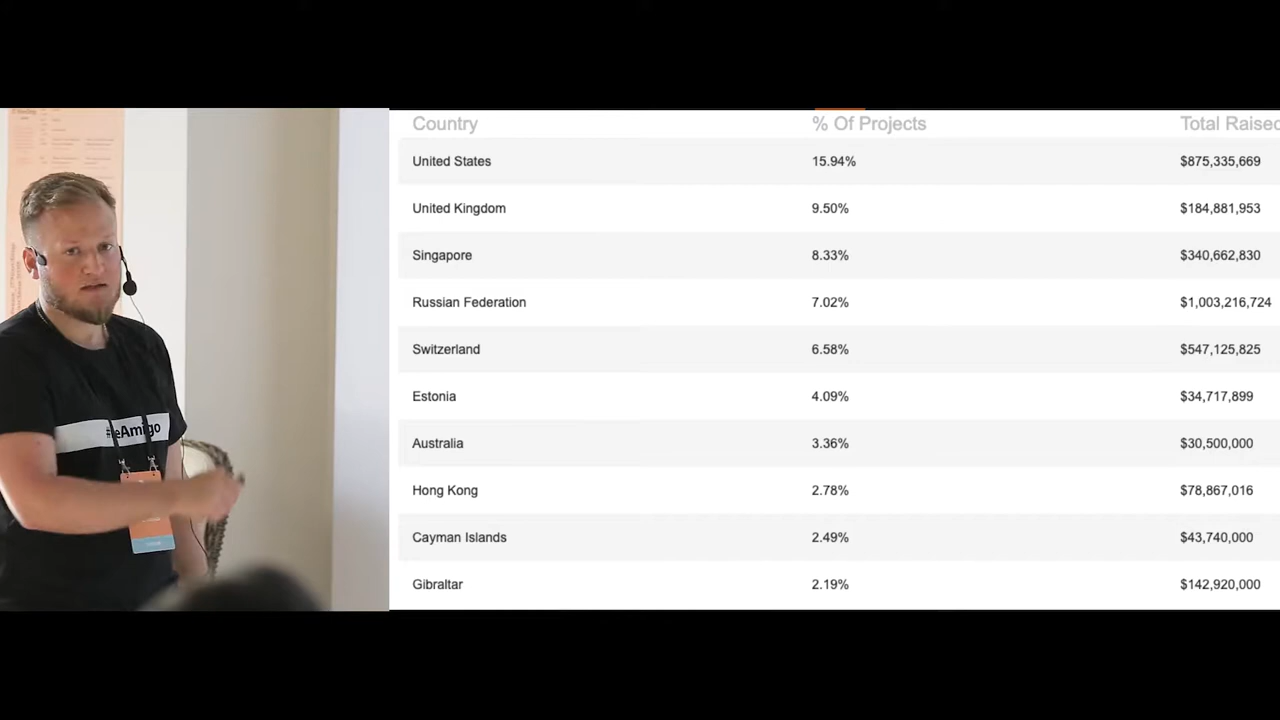 Country % Of Projects Total Raised
United States 15.94% $875,335,669
United Kingdom 9.50% $184,881,953
Singapore 8.33% $340,662,830
Russian Federation 7.02% $1,003,216,724
Switzerland 6.58% $547,125,825
Estonia 4.09% $34,717,899
Australia 3.36% $30,500,000
Hong Kong 2.78% $78,867,016
Cayman Islands 2.49% $43,740,000
Gibraltar 2.19% $142,920,000